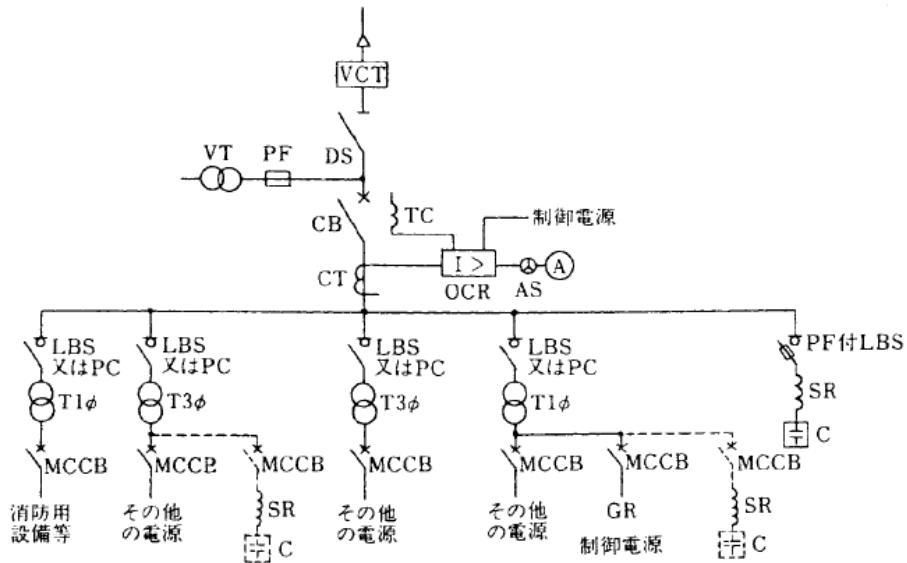 VCT
DS
VT
PF
CB
TC
制御電源
CT
I >
OCR
AS
A
LBS
又はPC
LBS
又はPC
LBS
又はPC
LBS
又はPC
PF付LBS
T1φ
T3φ
T3φ
T1φ
SR
C
MCCB
MCCB
MCCB
MCCB
MCCB
MCCB
MCCB
消防用
設備等
その他
の電源
SR
C
その他
の電源
その他
の電源
GR
制御電源
SR
C